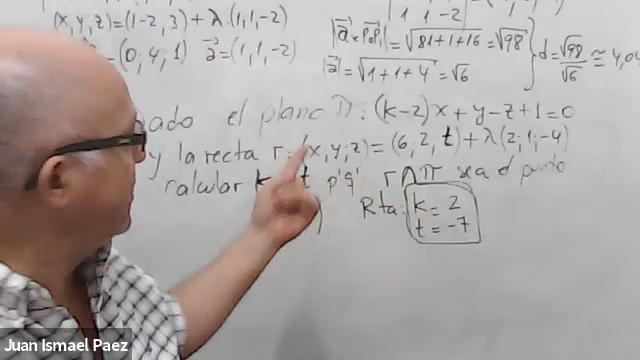 (x,y,z)=(1-2,3)+λ.(1,1,-2)
=(0,4,1) a=(1,1,-2)
|1 1 -2|
|a×P₀P₁|=√81+1+16=√98
|a|=√1+1+4=√6
d=√98/√6≅4,04
ado el plano π:(k-2)x+y-z+1=0
y la recta r:(x,y,z)=(6,2,t)+λ(2,1,-4)
calcular k t p'q' r∩π sea el punto
Rta: k=2
t=-7
Juan Ismael Paez